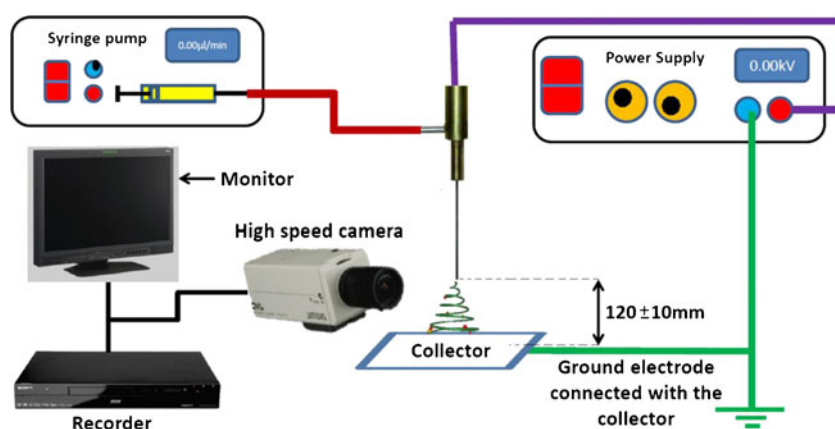 Syringe pump
0.00µl/min
Power Supply
0.00kV
Monitor
High speed camera
120±10mm
Collector
Ground electrode
connected with the
collector
SONY
Recorder